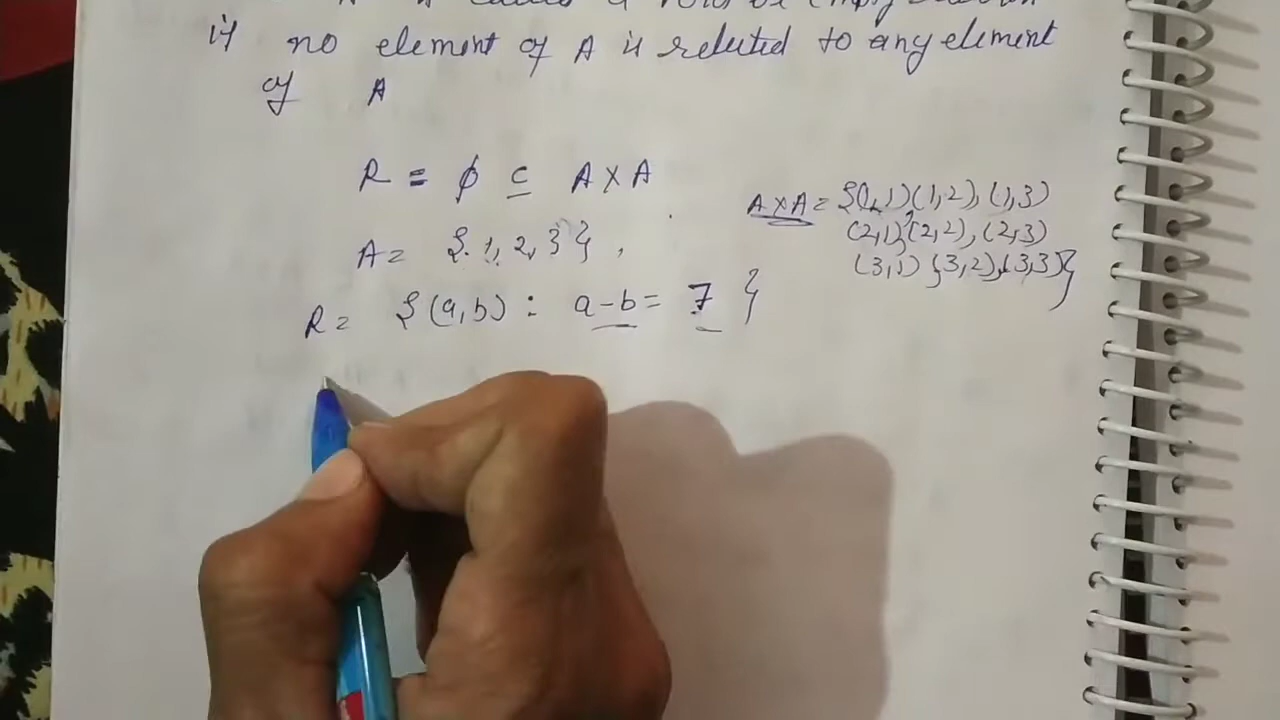 if no element of A is related to any element
of A
R = ϕ ⊆ A × A
A = {1, 2, 3},
R = {(a, b) : a - b = 7}
A × A = {(1, 1) (1, 2), (1, 3)
(2, 1), (2, 2), (2, 3)
(3, 1) (3, 2), (3, 3)}